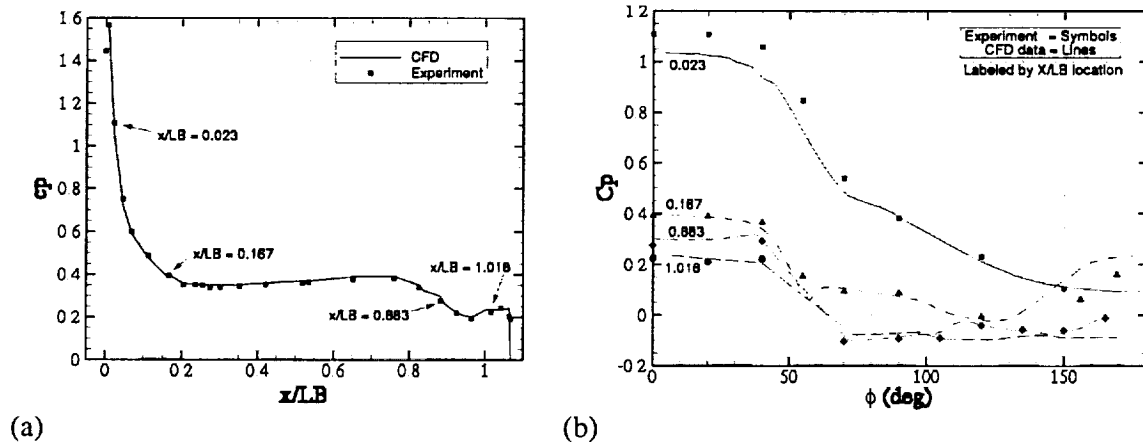 1 6
1 4
1 2
1
0 8
0 6
0 4
0 2
0
cp
0
0 2
0 4
0 6
0 8
1
x/LB
CFD
Experiment
x/LB = 0.023
x/LB = 0.167
x/LB = 1.018
x/LB = 0.883
(a)
1 2
1
0 8
0 6
0 4
0 2
0
-0 2
Cp
0
50
100
150
ϕ (deg)
Experiment = Symbols
CFD data = Lines
Labeled by X/LB location
0.023
0.167
0.883
1.018
(b)